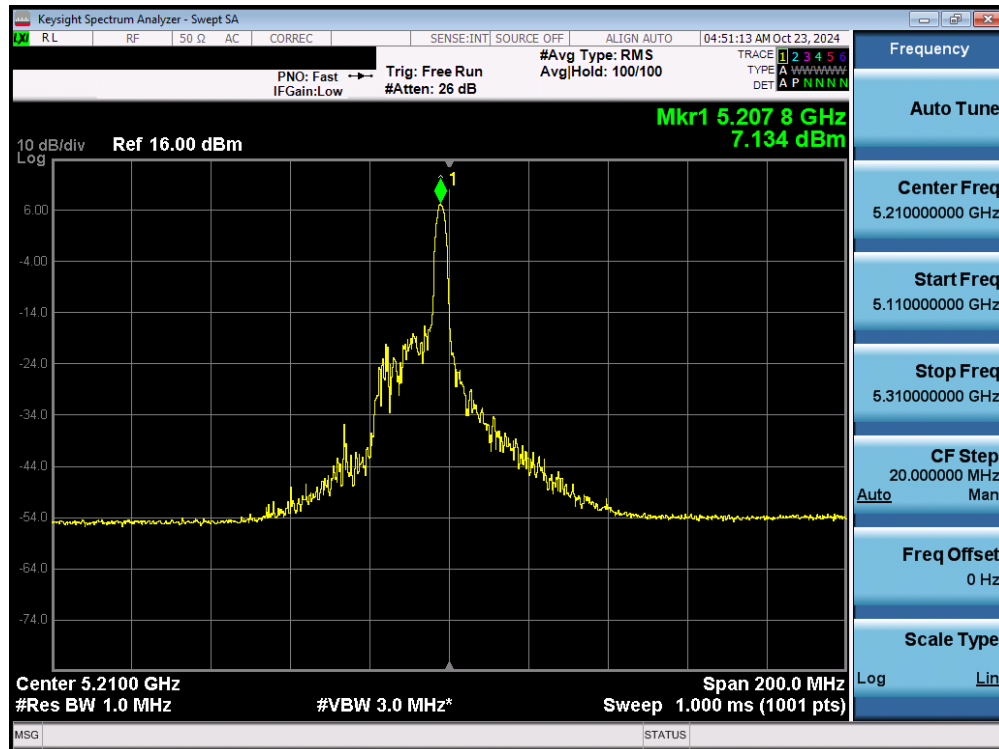 Keysight Spectrum Analyzer - Swept SA
LXI RL RF 50 Ω AC CORREC SENSE:INT SOURCE OFF ALIGN AUTO 04:51:13 AM Oct 23, 2024
PNO: Fast
IFGain:Low
Trig: Free Run
#Atten: 26 dB
#Avg Type: RMS
Avg|Hold: 100/100
TRACE 1 2 3 4 5 6
TYPE A WWWWW
DET A P N N N N
Mkr1 5.207 8 GHz
7.134 dBm
10 dB/div Ref 16.00 dBm
Log
1
6.00
-4.00
-14.0
-24.0
-34.0
-44.0
-54.0
-64.0
-74.0
Center 5.2100 GHz Span 200.0 MHz
#Res BW 1.0 MHz #VBW 3.0 MHz* Sweep 1.000 ms (1001 pts)
MSG STATUS
Frequency
Auto Tune
Center Freq
5.210000000 GHz
Start Freq
5.110000000 GHz
Stop Freq
5.310000000 GHz
CF Step
20.000000 MHz
Auto Man
Freq Offset
0 Hz
Scale Type
Log Lin